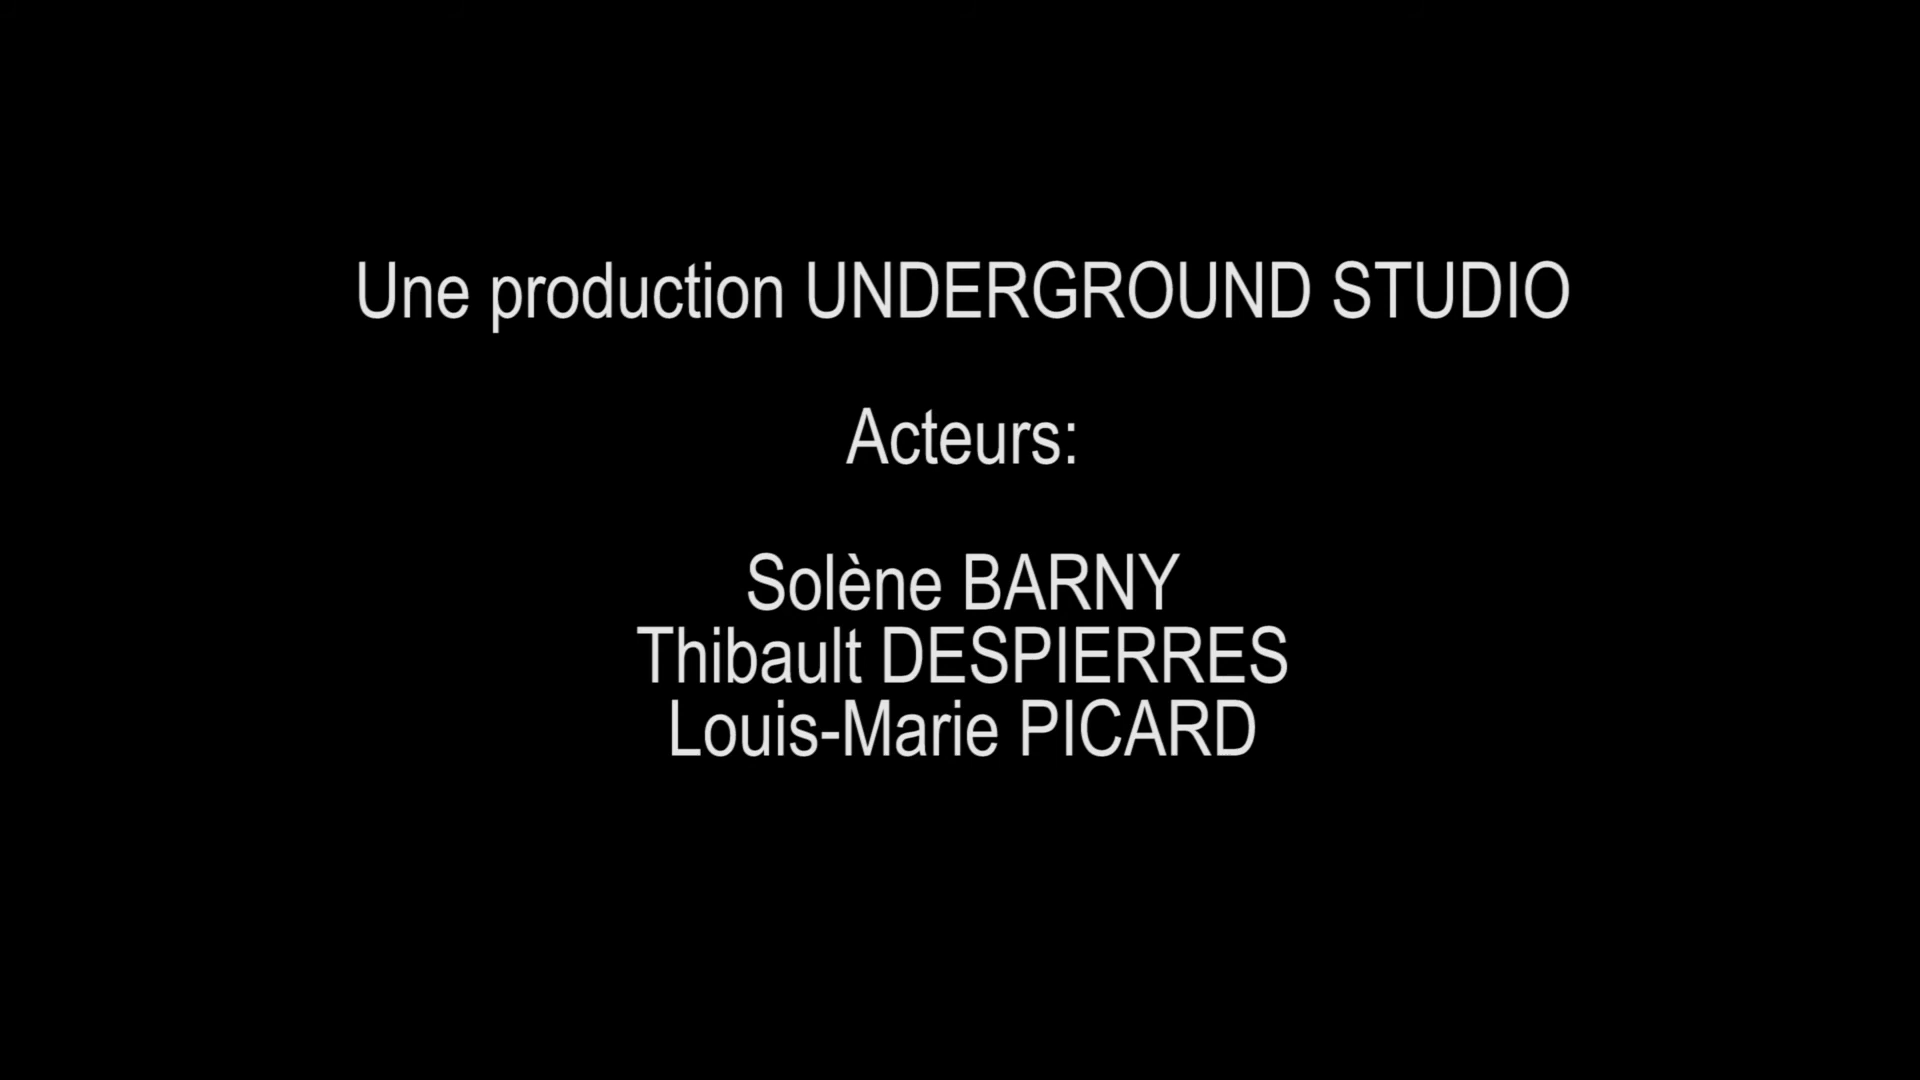 Une production UNDERGROUND STUDIO
Acteurs:
Solène BARNY
Thibault DESPIERRES
Louis-Marie PICARD